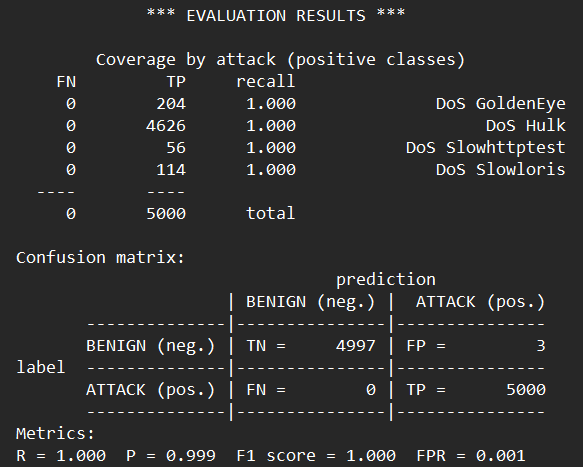 *** EVALUATION RESULTS ***
Coverage by attack (positive classes)
FN TP recall
0 204 1.000 DoS GoldenEye
0 4626 1.000 DoS Hulk
0 56 1.000 DoS Slowhttptest
0 114 1.000 DoS Slowloris
---- ----
0 5000 total
Confusion matrix:
prediction
| BENIGN (neg.) | ATTACK (pos.)
--------------|---------------|---------------
BENIGN (neg.) | TN = 4997 | FP = 3
label --------------|---------------|---------------
ATTACK (pos.) | FN = 0 | TP = 5000
--------------|---------------|---------------
Metrics:
R = 1.000 P = 0.999 F1 score = 1.000 FPR = 0.001